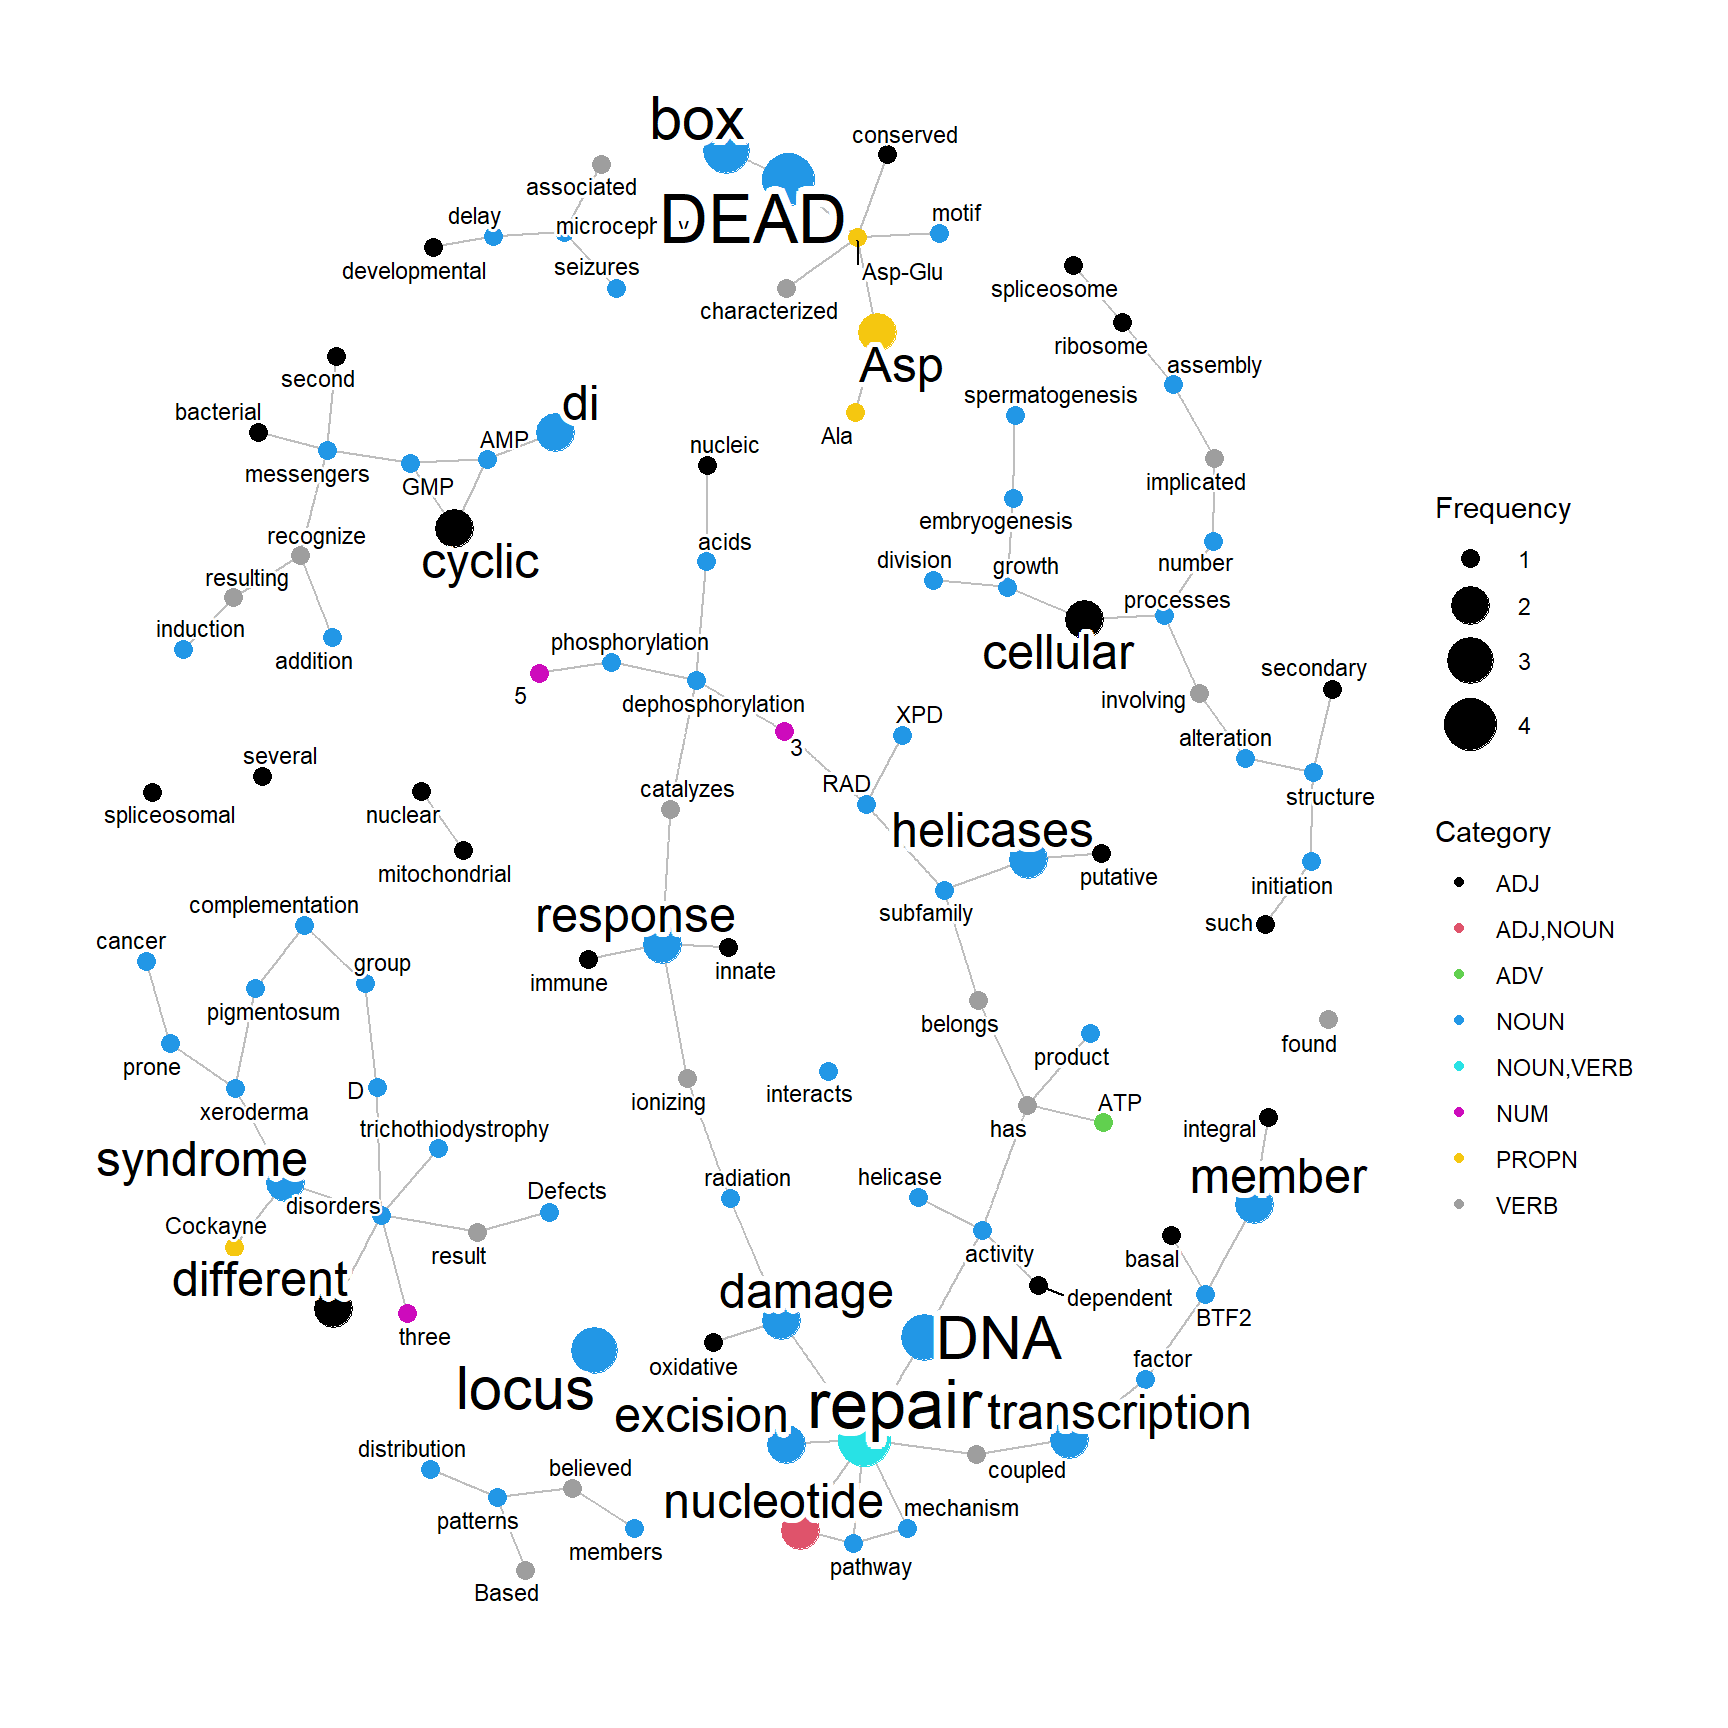 box
conserved
associated
delay
DEAD
motif
microceph
developmental
seizures
Asp-Glu
spliceosome
characterized
ribosome
Asp
assembly
second
di
spermatogenesis
bacterial
AMP
Ala
nucleic
messengers
GMP
implicated
embryogenesis
recognize
acids
cyclic
division
growth
number
resulting
processes
induction
phosphorylation
cellular
addition
secondary
5
dephosphorylation
involving
XPD
3
alteration
several
RAD
catalyzes
structure
spliceosomal
nuclear
helicases
mitochondrial
putative
initiation
complementation
response
subfamily
such
cancer
group
immune
innate
pigmentosum
belongs
found
prone
product
D
interacts
xeroderma
ionizing
ATP
trichothiodystrophy
has
integral
syndrome
radiation
helicase
member
disorders
Defects
Cockayne
result
activity
basal
different
damage
dependent
BTF2
three
DNA
oxidative
factor
locus
excision
repair
transcription
distribution
believed
coupled
nucleotide
mechanism
patterns
members
pathway
Based
Frequency
1
2
3
4
Category
ADJ
ADJ,NOUN
ADV
NOUN
NOUN,VERB
NUM
PROPN
VERB